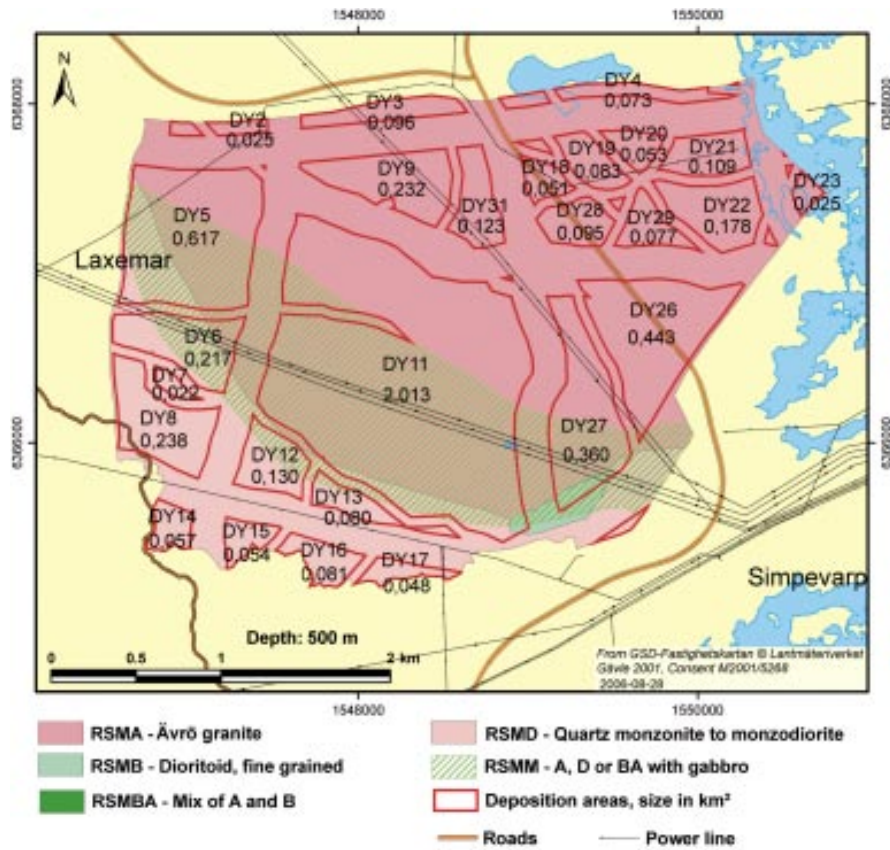 1548000 1550000
N
6368000 6368000
DY4
0,073
DY3
0,096
DY2
0,025
DY20
0,053
DY19
0,083
DY21
0,109
DY18
0,051
DY9
0,232
DY23
0,025
DY31
0,123
DY28
0,095
DY29
0,077
DY22
0,178
DY5
0,617
Laxemar
DY26
0,443
DY6
0,217
DY11
2,013
DY7
0,022
DY8
0,238
DY27
0,360
6366000 6366000
DY12
0,130
DY13
0,080
DY14
0,057
DY15
0,054
DY16
0,081
DY17
0,048
Simpevarp
Depth: 500 m
0 0.5 1 2 km
From GSD-Fastighetskartan © Lantmäteriverket
Gävle 2001, Consent M2001/5268
2006-08-28
1548000 1550000
RSMA - Ävrö granite
RSMB - Dioritoid, fine grained
RSMBA - Mix of A and B
RSMD - Quartz monzonite to monzodiorite
RSMM - A, D or BA with gabbro
Deposition areas, size in km²
Roads
Power line